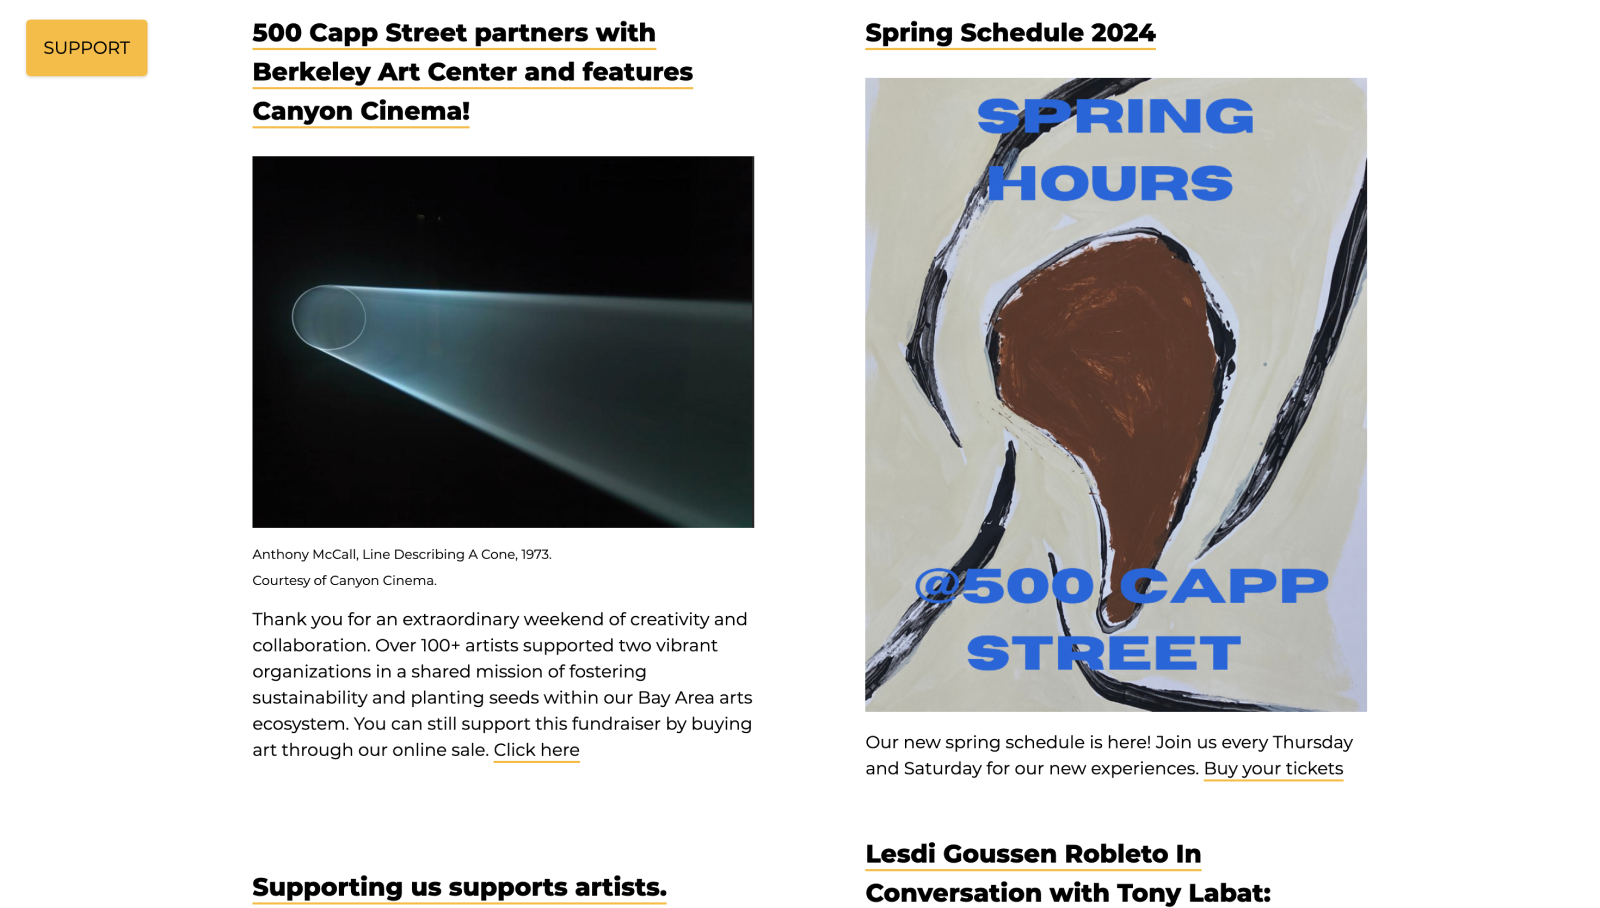 SUPPORT
500 Capp Street partners with
Berkeley Art Center and features
Canyon Cinema!
Anthony McCall, Line Describing A Cone, 1973.
Courtesy of Canyon Cinema.
Thank you for an extraordinary weekend of creativity and
collaboration. Over 100+ artists supported two vibrant
organizations in a shared mission of fostering
sustainability and planting seeds within our Bay Area arts
ecosystem. You can still support this fundraiser by buying
art through our online sale. Click here
Supporting us supports artists.
Spring Schedule 2024
SPRING
HOURS
@500 CAPP
STREET
Our new spring schedule is here! Join us every Thursday
and Saturday for our new experiences. Buy your tickets
Lesdi Goussen Robleto In
Conversation with Tony Labat: